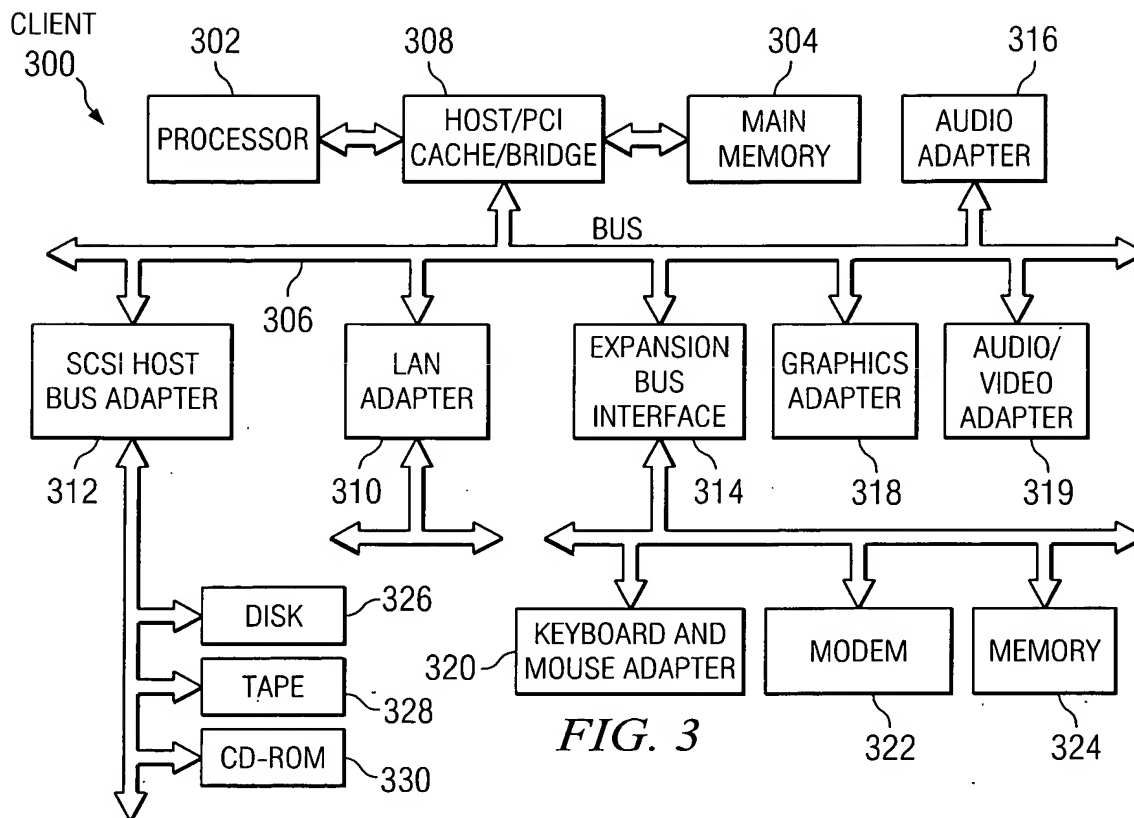 CLIENT
300
302
308
304
316
PROCESSOR
HOST/PCI
CACHE/BRIDGE
MAIN
MEMORY
AUDIO
ADAPTER
BUS
306
SCSI HOST
BUS ADAPTER
LAN
ADAPTER
EXPANSION
BUS
INTERFACE
GRAPHICS
ADAPTER
AUDIO/
VIDEO
ADAPTER
312
310
314
318
319
DISK
326
TAPE
328
CD-ROM
330
320
KEYBOARD AND
MOUSE ADAPTER
MODEM
MEMORY
322
324
FIG. 3